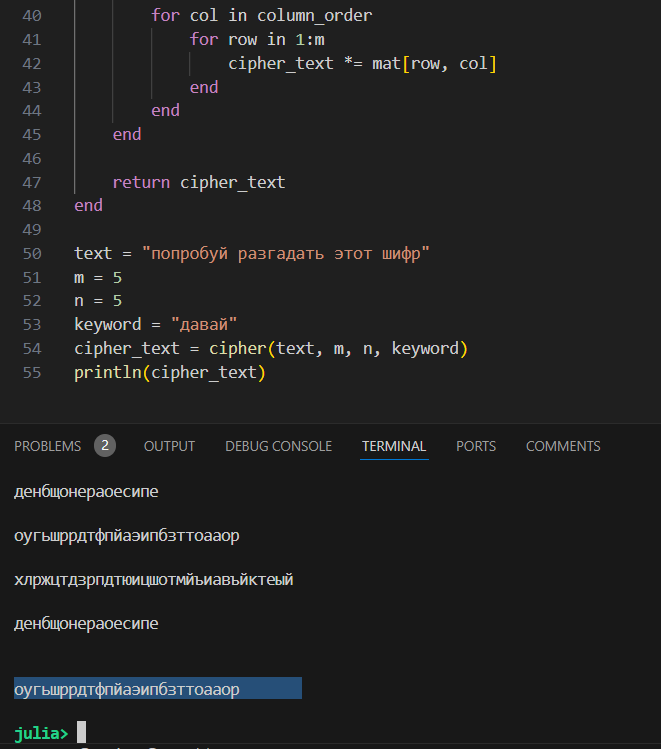 40 for col in column_order
41 for row in 1:m
42 cipher_text *= mat[row, col]
43 end
44 end
45 end
46
47 return cipher_text
48 end
49
50 text = "попробуй разгадать этот шифр"
51 m = 5
52 n = 5
53 keyword = "давай"
54 cipher_text = cipher(text, m, n, keyword)
55 println(cipher_text)
PROBLEMS 2 OUTPUT DEBUG CONSOLE TERMINAL PORTS COMMENTS
денбщонераоесипе
оугьшррдтфпйаэипбзттоааор
хлржцтдзрпдтюицшотмйъиавъйктеый
денбщонераоесипе
оугьшррдтфпйаэипбзттоааор
julia>